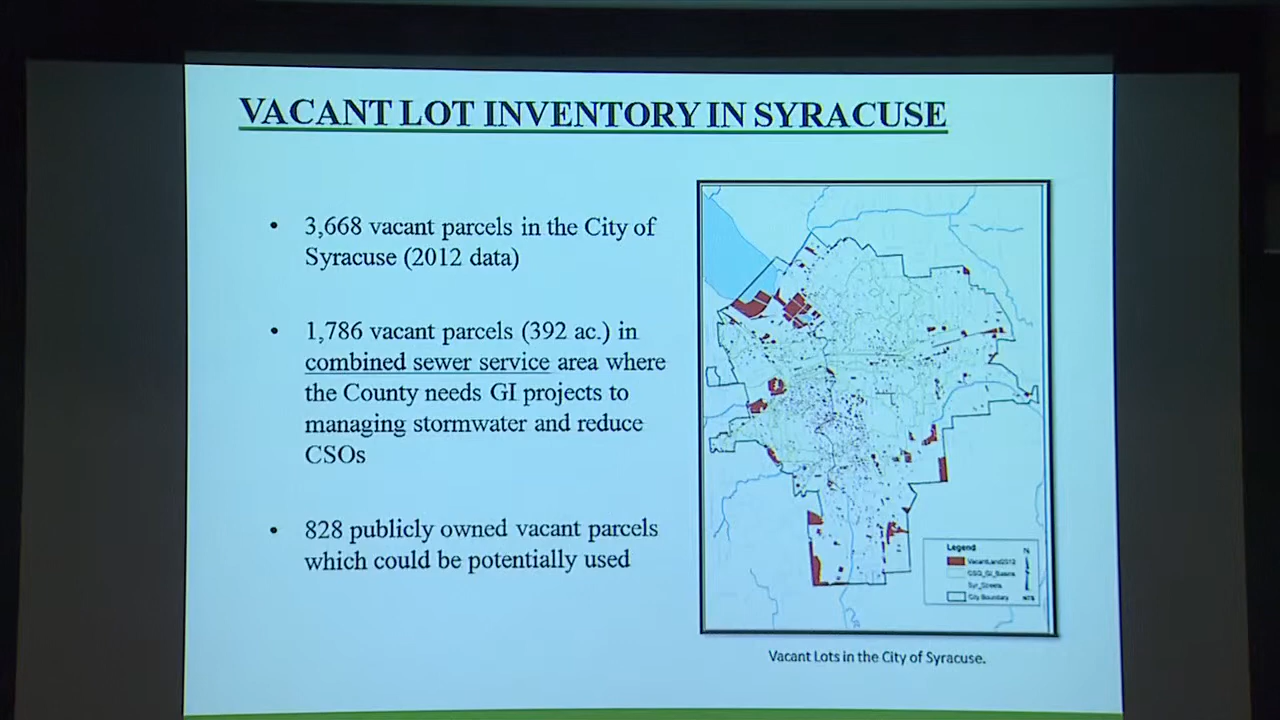 VACANT LOT INVENTORY IN SYRACUSE
• 3,668 vacant parcels in the City of
Syracuse (2012 data)
• 1,786 vacant parcels (392 ac.) in
combined sewer service area where
the County needs GI projects to
managing stormwater and reduce
CSOs
• 828 publicly owned vacant parcels
which could be potentially used
Legend
N
VacantLand2012
Syr_Streets
City Boundary
NTS
Vacant Lots in the City of Syracuse.